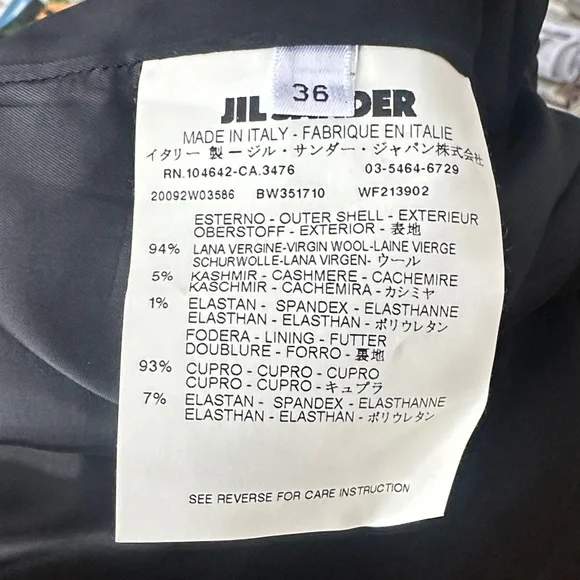 36
JIL SANDER
MADE IN ITALY - FABRIQUE EN ITALIE
イタリー 製 ー ジル・サンダー・ジャパン株式会社
RN.104642-CA.3476 03-5464-6729
20092W03586 BW351710 WF213902
ESTERNO - OUTER SHELL - EXTERIEUR
OBERSTOFF - EXTERIOR - 表地
94% LANA VERGINE-VIRGIN WOOL-LAINE VIERGE
SCHURWOLLE-LANA VIRGEN- ウール
5% KASHMIR - CASHMERE - CACHEMIRE
KASCHMIR - CACHEMIRA - カシミヤ
1% ELASTAN - SPANDEX - ELASTHANNE
ELASTHAN - ELASTHAN - ポリウレタン
FODERA - LINING - FUTTER
DOUBLURE - FORRO - 裏地
93% CUPRO - CUPRO - CUPRO
CUPRO - CUPRO - キュプラ
7% ELASTAN - SPANDEX - ELASTHANNE
ELASTHAN - ELASTHAN - ポリウレタン
SEE REVERSE FOR CARE INSTRUCTION